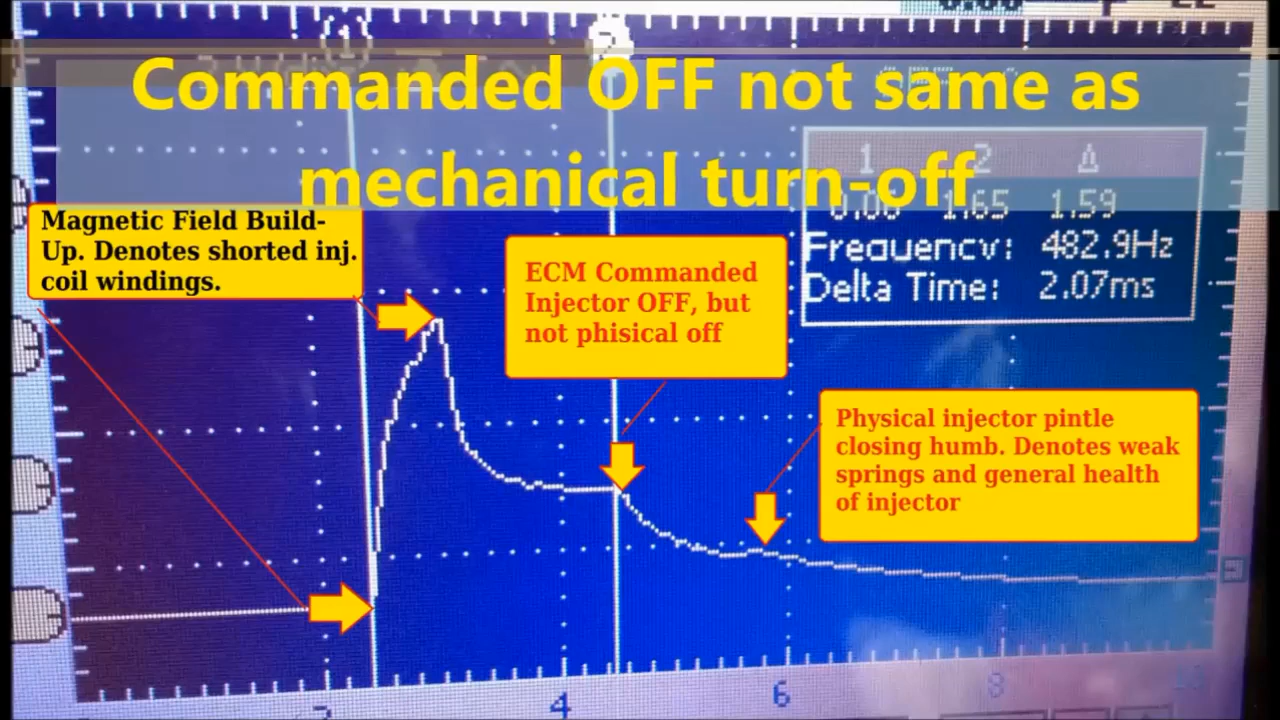 Commanded OFF not same as
mechanical turn-off
Magnetic Field Build-
Up. Denotes shorted inj.
coil windings.
ECM Commanded
Injector OFF, but
not phisical off
Physical injector pintle
closing humb. Denotes weak
springs and general health
of injector
1 2 Δ
1.65 1.59
Frequency: 482.9Hz
Delta Time: 2.07ms
4 6 8